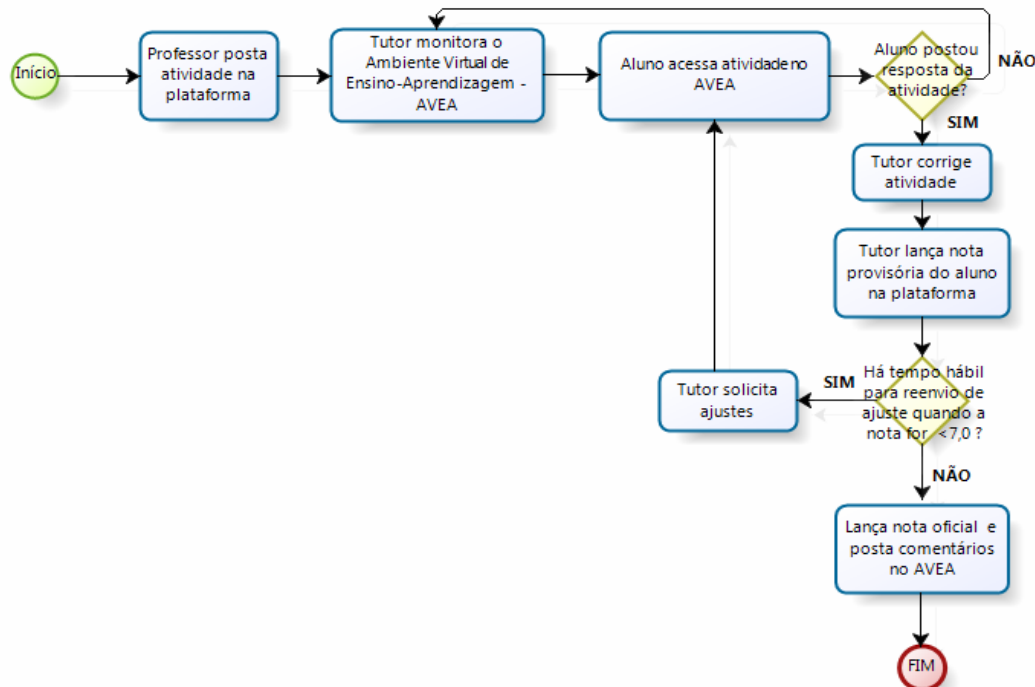 Início
Professor posta
atividade na
plataforma
Tutor monitora o
Ambiente Virtual de
Ensino-Aprendizagem -
AVEA
Aluno acessa atividade no
AVEA
Aluno postou
resposta da
atividade?
NÃO
SIM
Tutor corrige
atividade
Tutor lança nota
provisória do aluno
na plataforma
Há tempo hábil
para reenvio de
ajuste quando a
nota for <7,0 ?
SIM
Tutor solicita
ajustes
NÃO
Lança nota oficial e
posta comentários
no AVEA
FIM